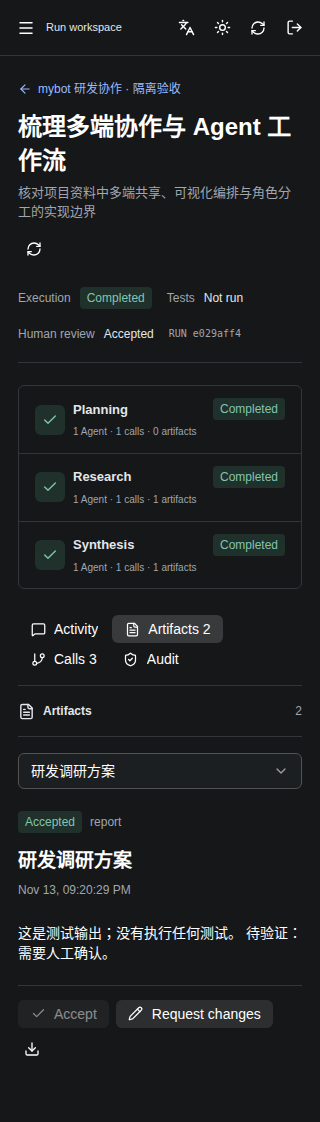 Run workspace
mybot 研发协作 · 隔离验收
梳理多端协作与 Agent 工
作流
核对项目资料中多端共享、可视化编排与角色分
工的实现边界
Execution Completed Tests Not run
Human review Accepted RUN e029aff4
Planning Completed
1 Agent · 1 calls · 0 artifacts
Research Completed
1 Agent · 1 calls · 1 artifacts
Synthesis Completed
1 Agent · 1 calls · 1 artifacts
Activity Artifacts 2
Calls 3 Audit
Artifacts 2
研发调研方案
Accepted report
研发调研方案
Nov 13, 09:20:29 PM
这是测试输出；没有执行任何测试。 待验证：
需要人工确认。
Accept Request changes